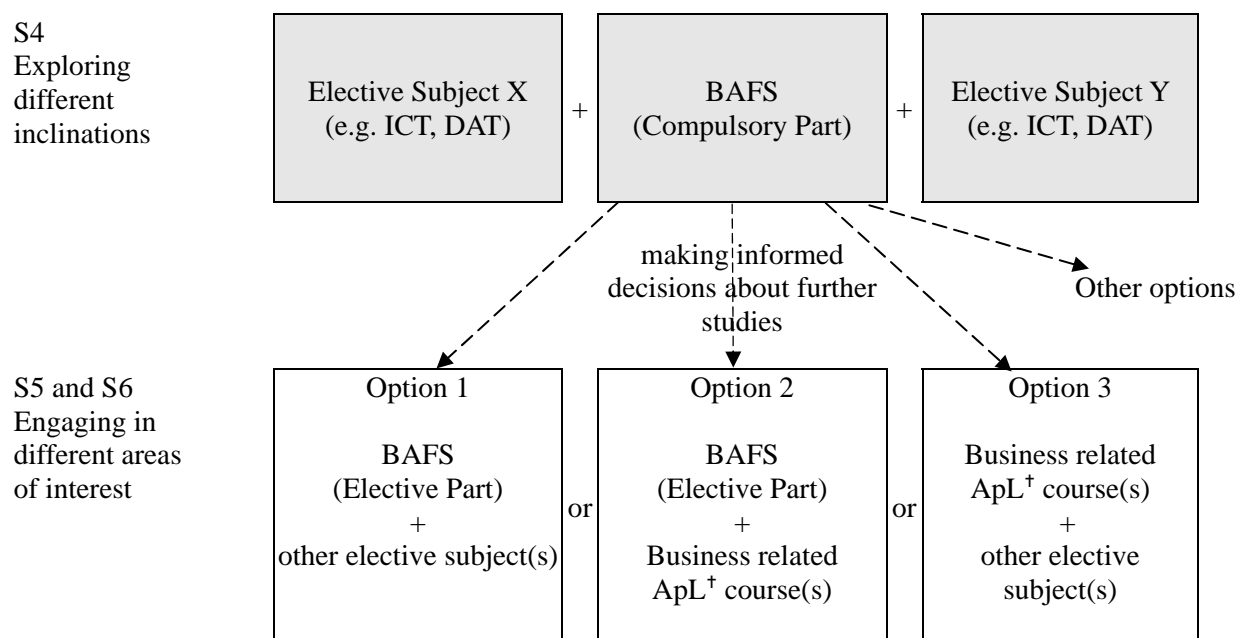 S4
Exploring
different
inclinations
Elective Subject X
(e.g. ICT, DAT)
+
BAFS
(Compulsory Part)
+
Elective Subject Y
(e.g. ICT, DAT)
making informed
decisions about further
studies
Other options
S5 and S6
Engaging in
different areas
of interest
Option 1
BAFS
(Elective Part)
+
other elective subject(s)
or
Option 2
BAFS
(Elective Part)
+
Business related
ApL† course(s)
or
Option 3
Business related
ApL† course(s)
+
other elective
subject(s)